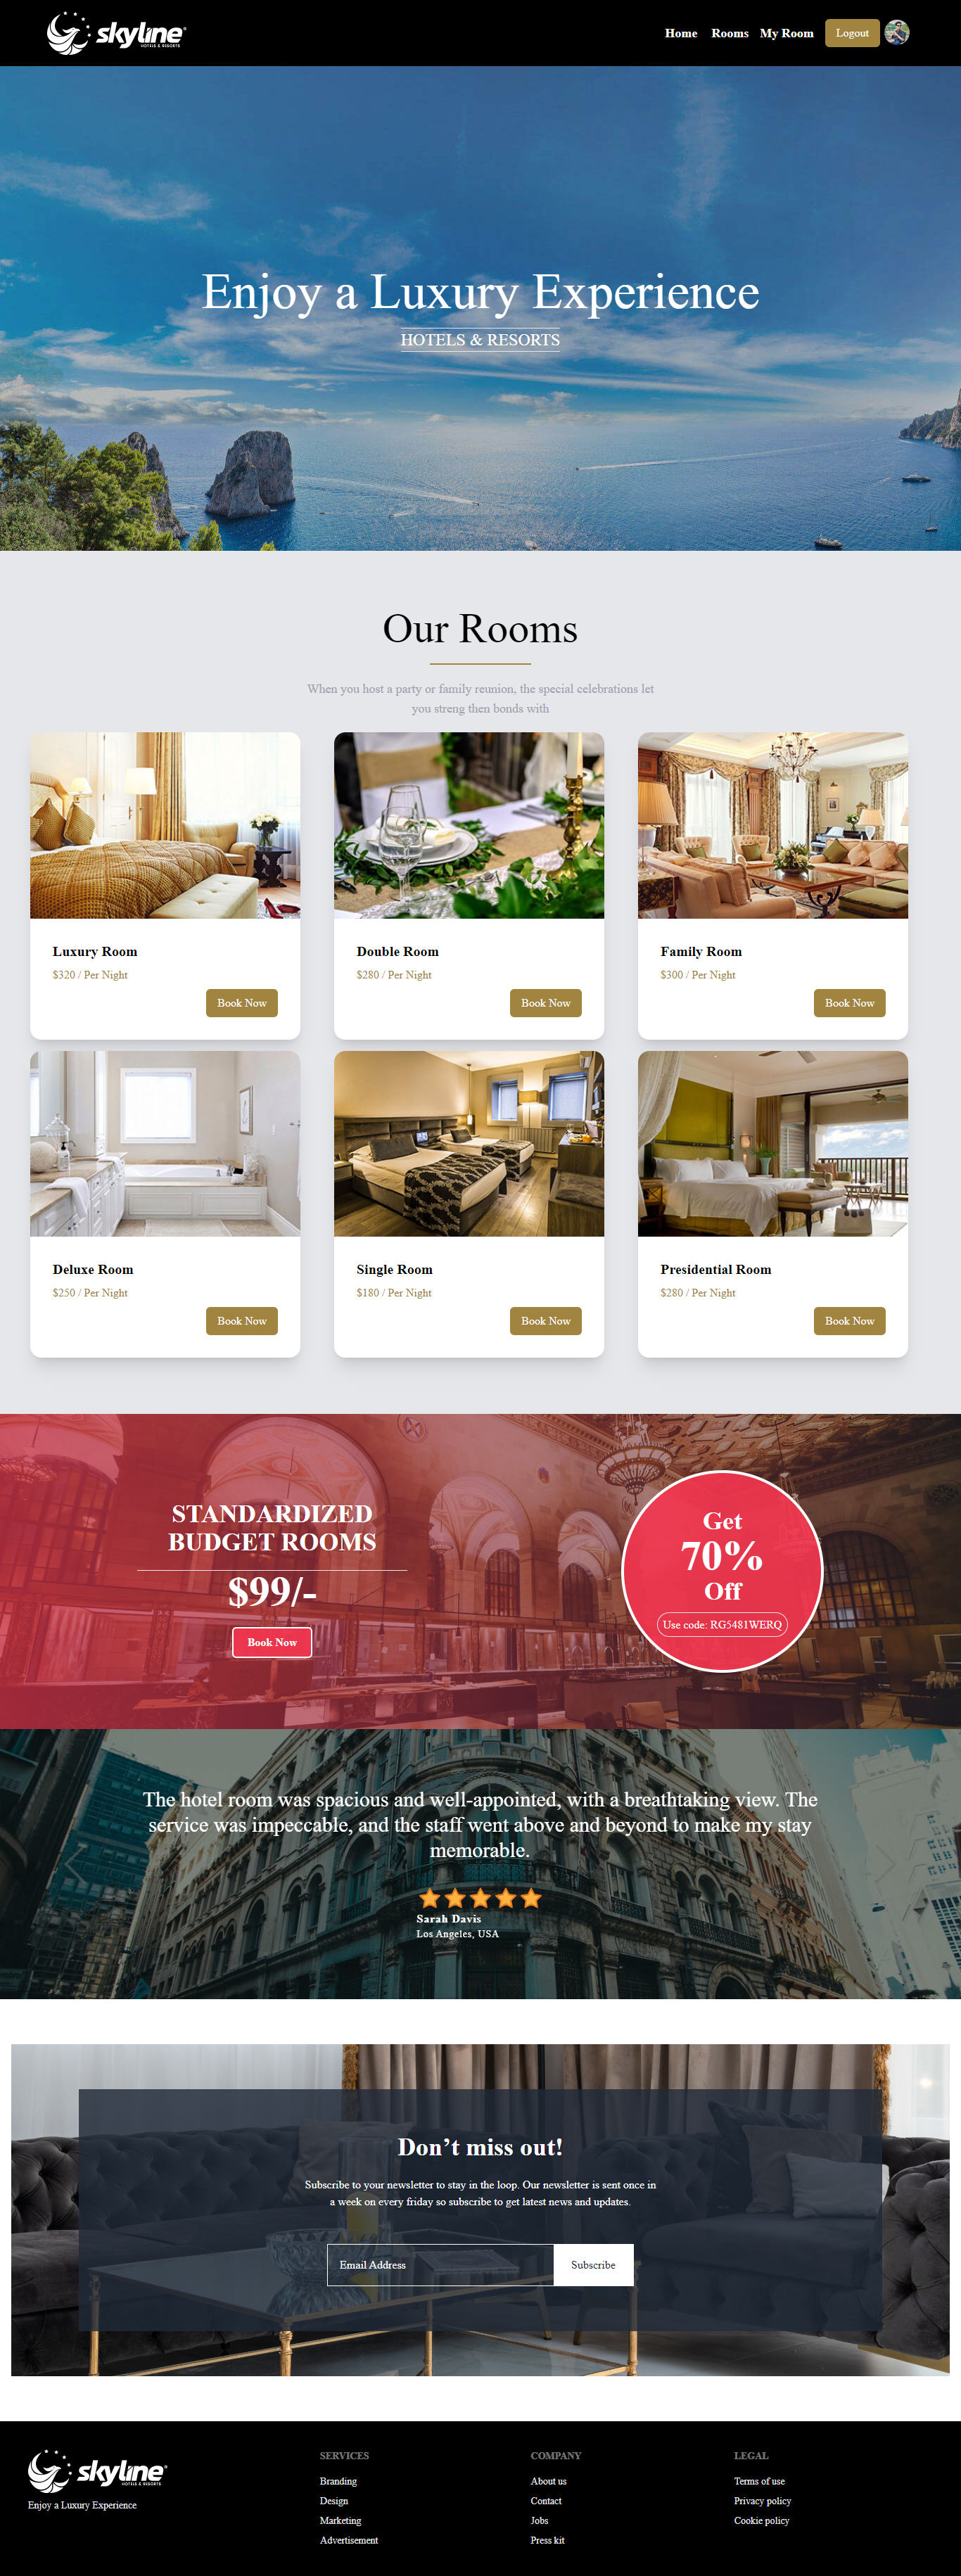 skyline
HOTELS & RESORTS
Home Rooms My Room Logout
Enjoy a Luxury Experience
HOTELS & RESORTS
Our Rooms
When you host a party or family reunion, the special celebrations let
you streng then bonds with
Luxury Room
$320 / Per Night
Book Now
Double Room
$280 / Per Night
Book Now
Family Room
$300 / Per Night
Book Now
Deluxe Room
$250 / Per Night
Book Now
Single Room
$180 / Per Night
Book Now
Presidential Room
$280 / Per Night
Book Now
STANDARDIZED
BUDGET ROOMS
$99/-
Book Now
Get
70%
Off
Use code: RG5481WERQ
The hotel room was spacious and well-appointed, with a breathtaking view. The
service was impeccable, and the staff went above and beyond to make my stay
memorable.
Sarah Davis
Los Angeles, USA
Don’t miss out!
Subscribe to your newsletter to stay in the loop. Our newsletter is sent once in
a week on every friday so subscribe to get latest news and updates.
Email Address
Subscribe
skyline
HOTELS & RESORTS
Enjoy a Luxury Experience
SERVICES
Branding
Design
Marketing
Advertisement
COMPANY
About us
Contact
Jobs
Press kit
LEGAL
Terms of use
Privacy policy
Cookie policy